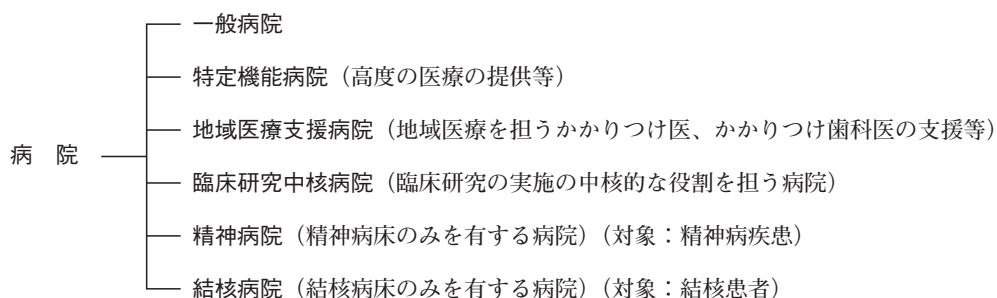 一般病院
特定機能病院（高度の医療の提供等）
地域医療支援病院（地域医療を担うかかりつけ医、かかりつけ歯科医の支援等）
病　院
臨床研究中核病院（臨床研究の実施の中核的な役割を担う病院）
精神病院（精神病床のみを有する病院）（対象：精神病疾患）
結核病院（結核病床のみを有する病院）（対象：結核患者）